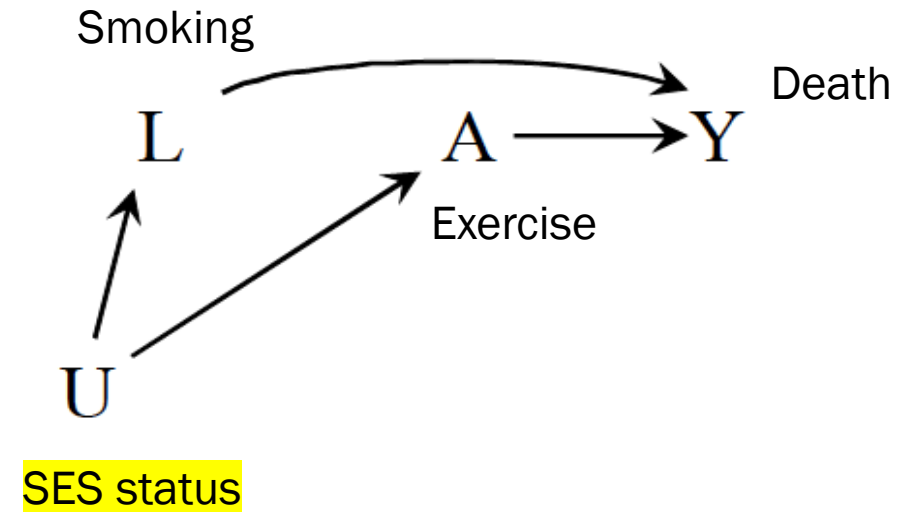 Smoking
Death
L
A
Y
Exercise
U
SES status